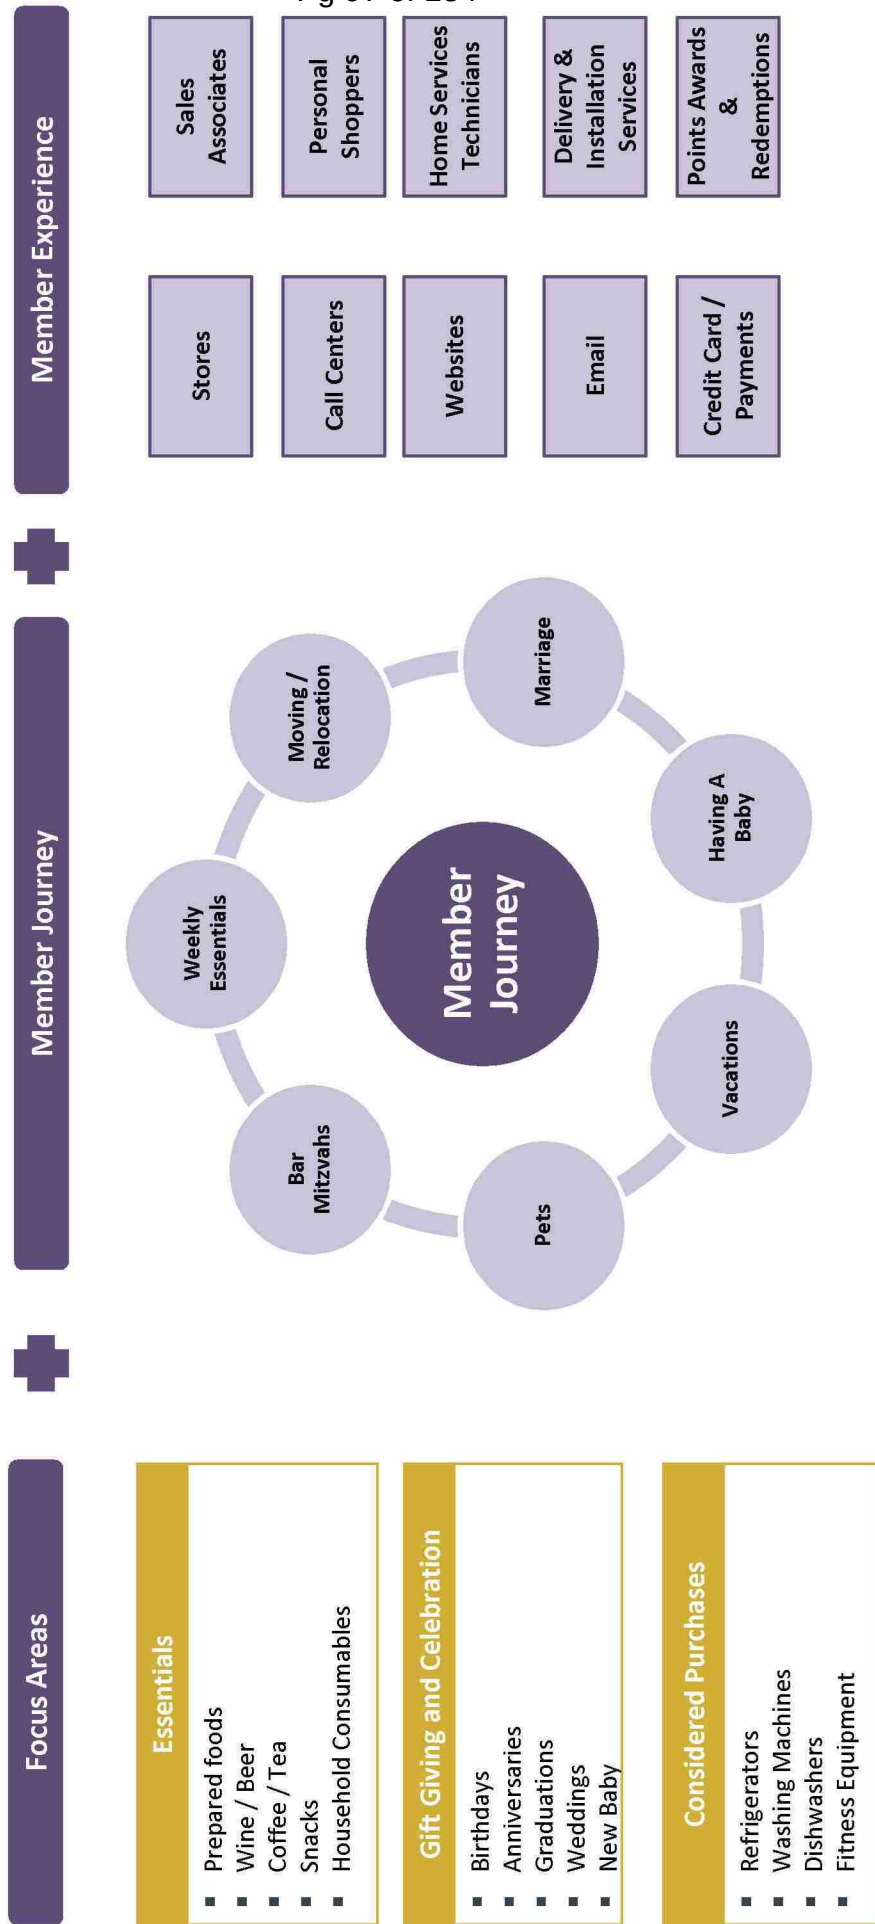 Pg of
Focus Areas
Essentials
Prepared foods
Wine / Beer
Coffee / Tea
Snacks
Household Consumables
Gift Giving and Celebration
Birthdays
Anniversaries
Graduations
Weddings
New Baby
Considered Purchases
Refrigerators
Washing Machines
Dishwashers
Fitness Equipment
Member Journey
Weekly
Essentials
Moving /
Relocation
Marriage
Having A
Baby
Vacations
Pets
Bar
Mitzvahs
Member
Journey
Member Experience
Stores
Sales
Associates
Call Centers
Personal
Shoppers
Websites
Home Services
Technicians
Email
Delivery &
Installation
Services
Credit Card /
Payments
Points Awards
&
Redemptions